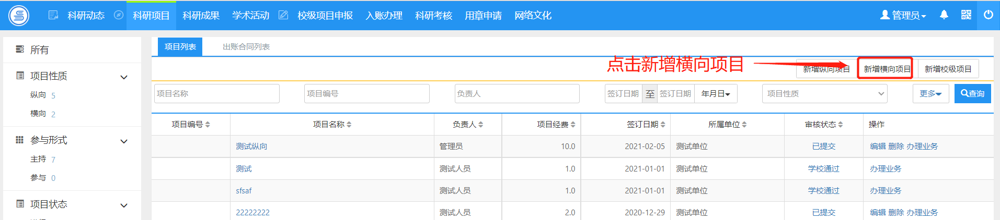 科研动态 科研项目 科研成果 学术活动 校级项目申报 入账办理 科研考核 用章申请 网络文化 管理员
所有
项目性质
纵向 5
横向 2
参与形式
主持 7
参与 0
项目状态
项目列表 出账合同列表
点击新增横向项目
新增纵向项目 新增横向项目 新增校级项目
项目名称 项目编号 负责人 签订日期 至 签订日期 年月日 项目性质 更多 查询
项目编号 项目名称 负责人 项目经费 签订日期 所属单位 审核状态 操作
测试纵向 管理员 10.0 2021-02-05 测试单位 已提交 编辑 删除 办理业务
测试 测试人员 1.0 2021-01-01 测试单位 学校通过 办理业务
sfsaf 测试人员 1.0 2021-01-01 测试单位 学校通过 办理业务
22222222 测试人员 2.0 2020-12-29 测试单位 已提交 编辑 删除 办理业务